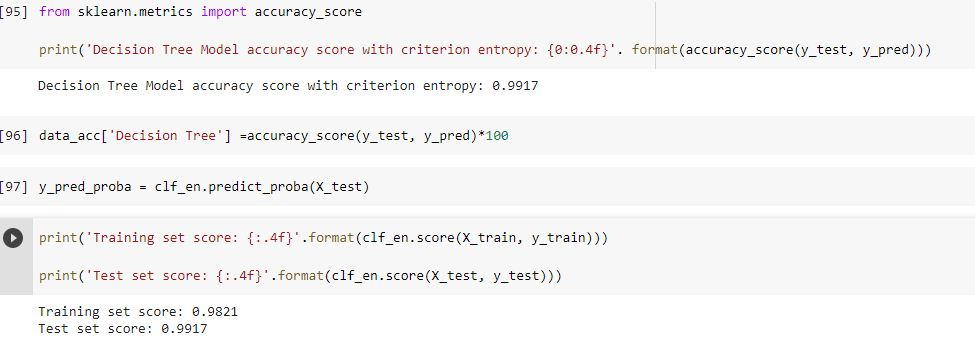 [95] from sklearn.metrics import accuracy_score
print('Decision Tree Model accuracy score with criterion entropy: {0:0.4f}'. format(accuracy_score(y_test, y_pred)))
Decision Tree Model accuracy score with criterion entropy: 0.9917
[96] data_acc['Decision Tree'] =accuracy_score(y_test, y_pred)*100
[97] y_pred_proba = clf_en.predict_proba(X_test)
print('Training set score: {:.4f}'.format(clf_en.score(X_train, y_train)))
print('Test set score: {:.4f}'.format(clf_en.score(X_test, y_test)))
Training set score: 0.9821
Test set score: 0.9917